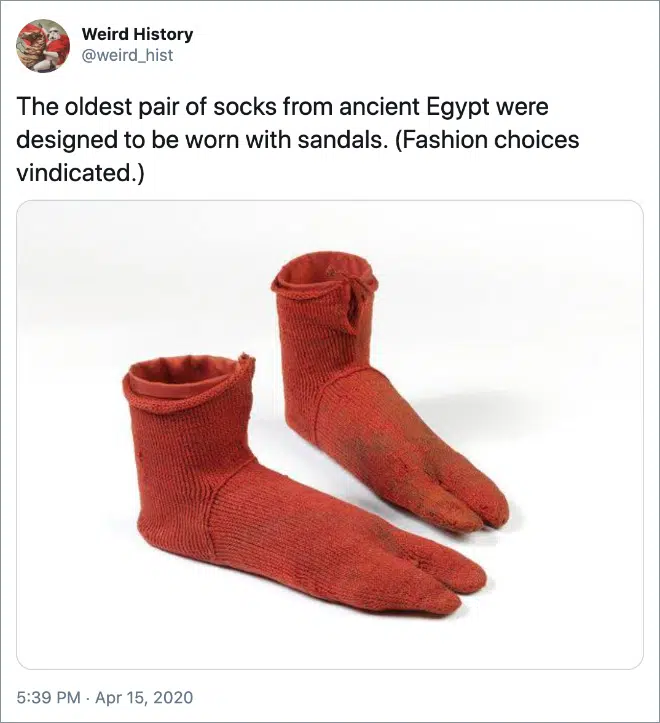 Weird History
@weird_hist
The oldest pair of socks from ancient Egypt were
designed to be worn with sandals. (Fashion choices
vindicated.)
5:39 PM · Apr 15, 2020